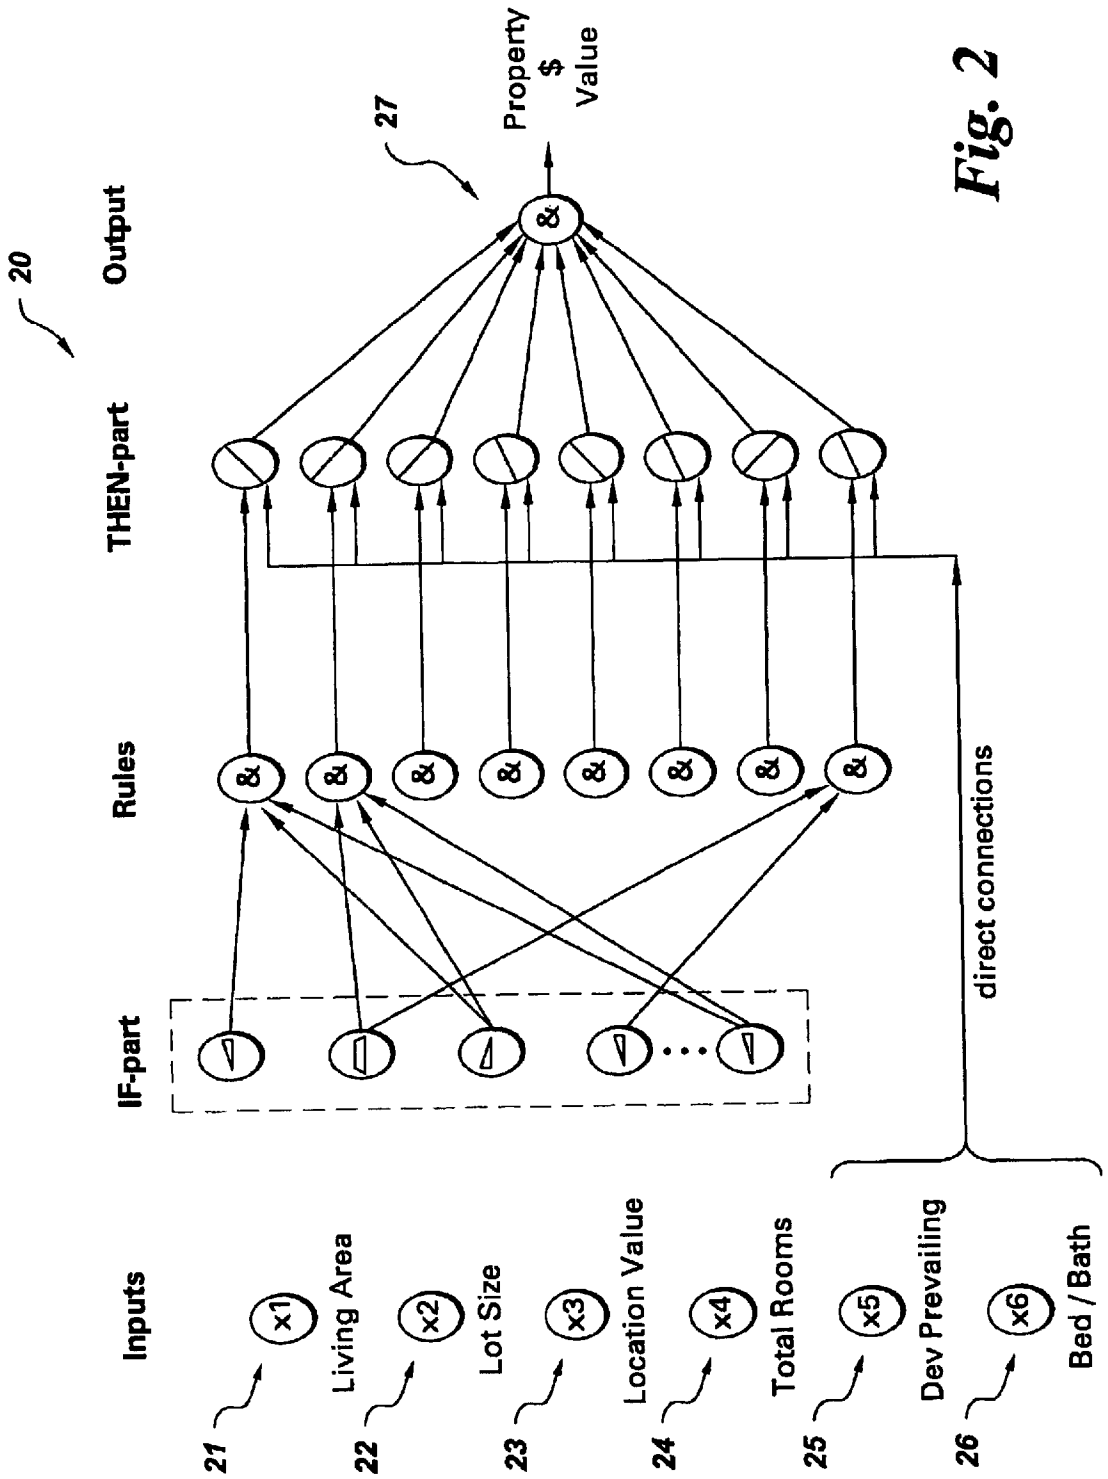 20
Inputs
IF-part
Rules
THEN-part
Output
21
x1
Living Area
22
x2
Lot Size
23
x3
Location Value
24
x4
Total Rooms
25
x5
Dev Prevailing
26
x6
Bed / Bath
&
&
&
&
&
&
&
&
direct connections
27
&
Property
$
Value
Fig. 2